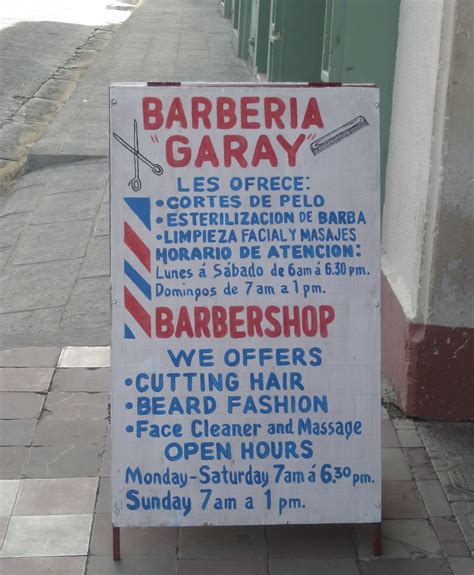 BARBERIA
"GARAY"
LES OFRECE:
• CORTES DE PELO
• ESTERILIZACION DE BARBA
• LIMPIEZA FACIAL Y MASAJES
HORARIO DE ATENCION:
Lunes á Sábado de 6am á 6.30 pm.
Domingos de 7am a 1pm.
BARBERSHOP
WE OFFERS
• CUTTING HAIR
• BEARD FASHION
• Face Cleaner and Massage
OPEN HOURS
Monday-Saturday 7am á 6.30 pm.
Sunday 7am a 1pm.